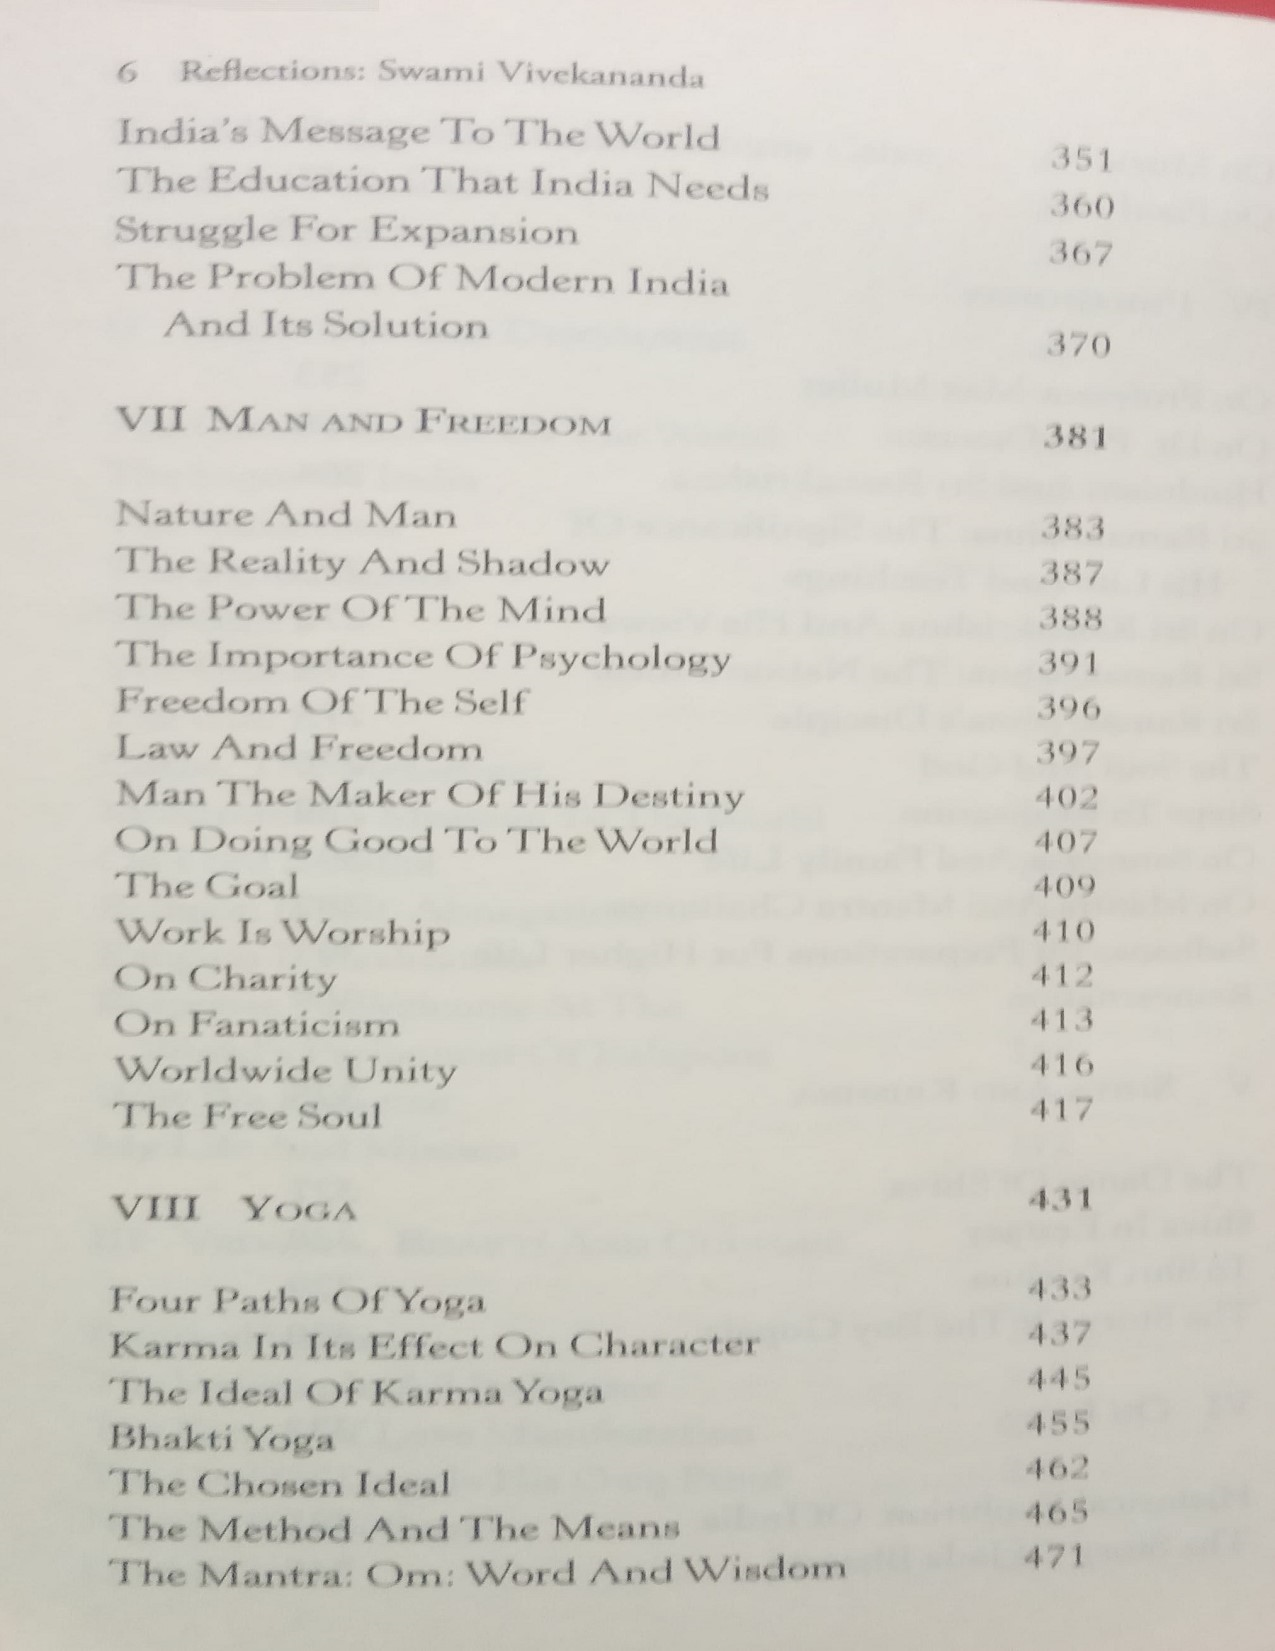 6 Reflections: Swami Vivekananda
India's Message To The World 351
The Education That India Needs 360
Struggle For Expansion 367
The Problem Of Modern India
And Its Solution 370
VII MAN AND FREEDOM 381
Nature And Man 383
The Reality And Shadow 387
The Power Of The Mind 388
The Importance Of Psychology 391
Freedom Of The Self 396
Law And Freedom 397
Man The Maker Of His Destiny 402
On Doing Good To The World 407
The Goal 409
Work Is Worship 410
On Charity 412
On Fanaticism 413
Worldwide Unity 416
The Free Soul 417
VIII YOGA 431
Four Paths Of Yoga 433
Karma In Its Effect On Character 437
The Ideal Of Karma Yoga 445
Bhakti Yoga 455
The Chosen Ideal 462
The Method And The Means 465
The Mantra: Om: Word And Wisdom 471